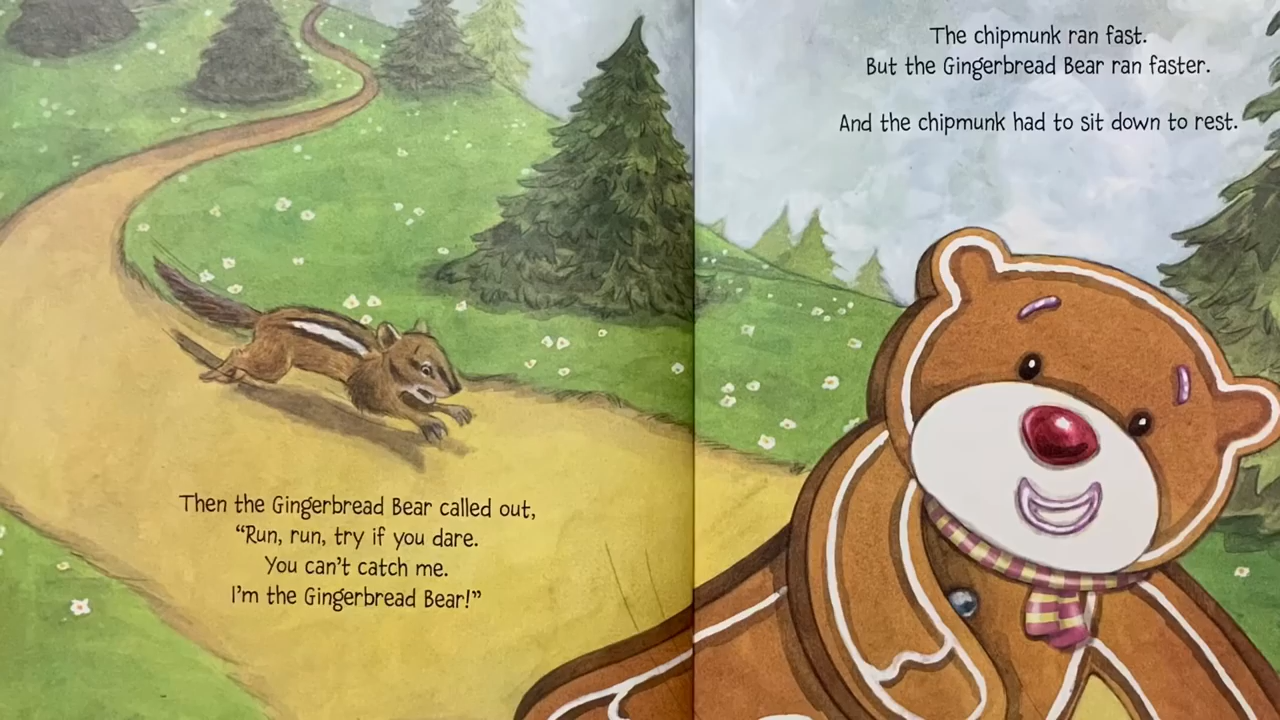 Then the Gingerbread Bear called out,
“Run, run, try if you dare.
You can’t catch me.
I’m the Gingerbread Bear!”
The chipmunk ran fast.
But the Gingerbread Bear ran faster.
And the chipmunk had to sit down to rest.